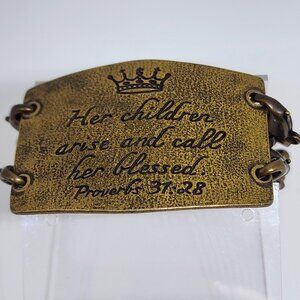 Her children
arise and call
her blessed.
Proverbs 31:28